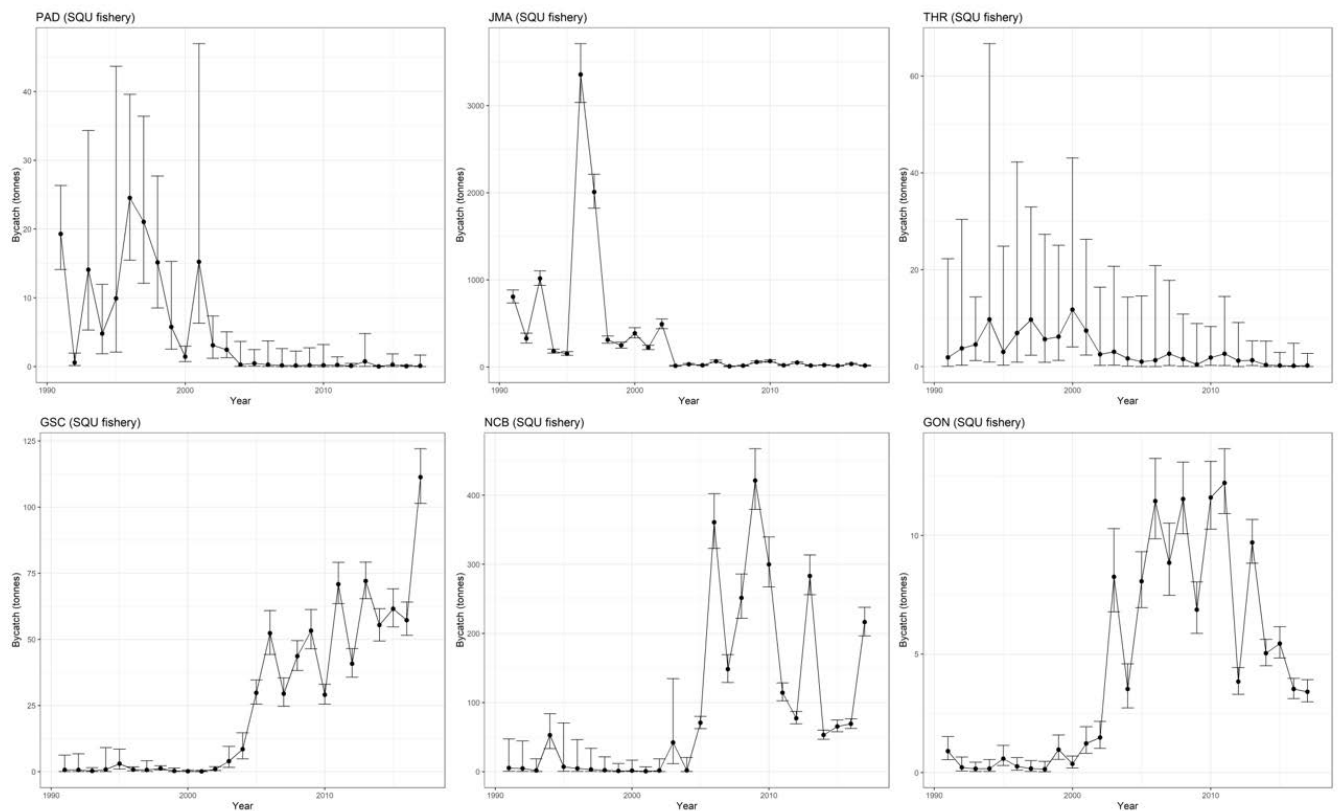 PAD (SQU fishery)
Bycatch (tonnes)
40
30
20
10
0
1990
2000
2010
Year
JMA (SQU fishery)
Bycatch (tonnes)
3000
2000
1000
0
1990
2000
2010
Year
THR (SQU fishery)
Bycatch (tonnes)
60
40
20
0
1990
2000
2010
Year
GSC (SQU fishery)
Bycatch (tonnes)
125
100
75
50
25
0
1990
2000
2010
Year
NCB (SQU fishery)
Bycatch (tonnes)
400
300
200
100
0
1990
2000
2010
Year
GON (SQU fishery)
Bycatch (tonnes)
10
5
0
1990
2000
2010
Year